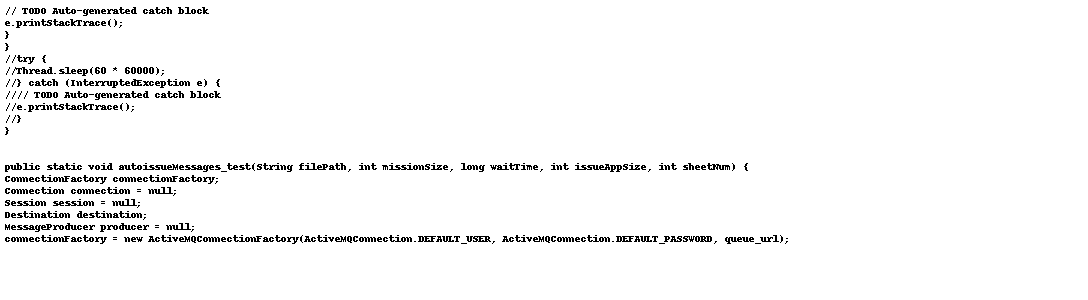 // TODO Auto-generated catch block
e.printStackTrace();
}
}
//try {
//Thread.sleep(60 * 60000);
//} catch (InterruptedException e) {
//// TODO Auto-generated catch block
//e.printStackTrace();
//}
}
public static void autoissueMessages_test(String filePath, int missionSize, long waitTime, int issueAppSize, int sheetNum) {
ConnectionFactory connectionFactory;
Connection connection = null;
Session session = null;
Destination destination;
MessageProducer producer = null;
connectionFactory = new ActiveMQConnectionFactory(ActiveMQConnection.DEFAULT_USER, ActiveMQConnection.DEFAULT_PASSWORD, queue_url);